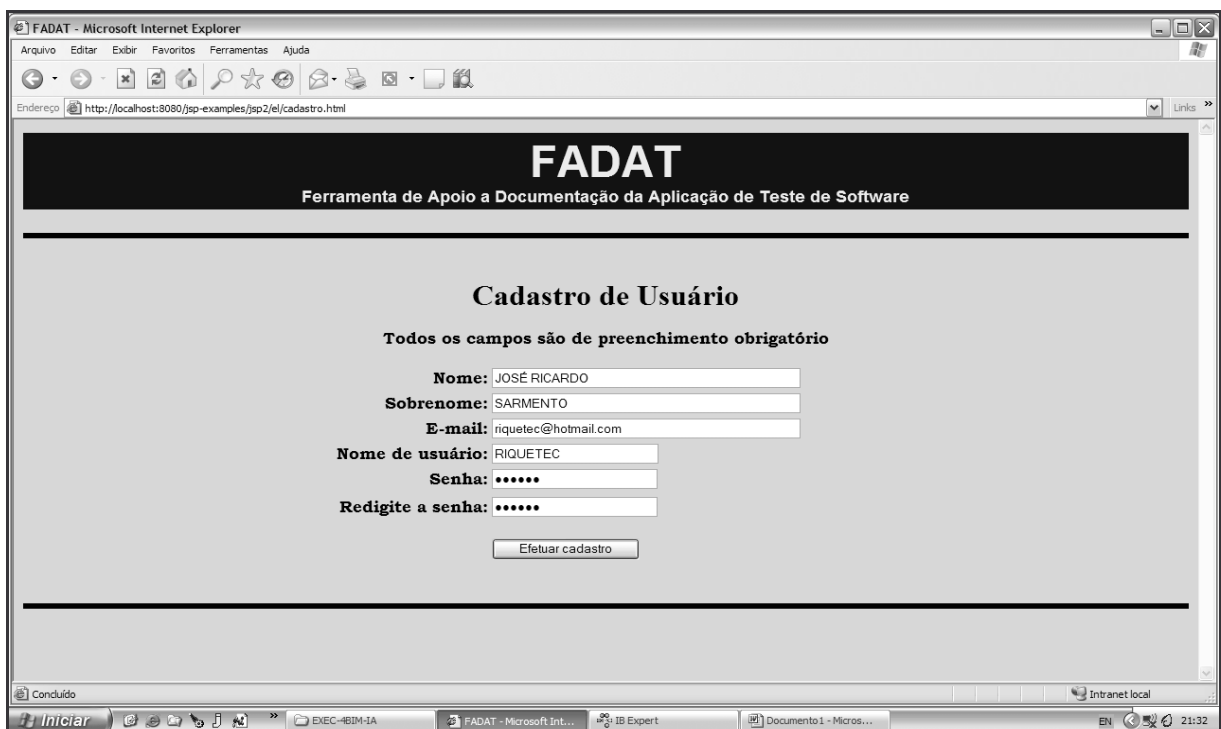 FADAT - Microsoft Internet Explorer
Arquivo Editar Exibir Favoritos Ferramentas Ajuda
Endereço http://localhost:8080/jsp-examples/jsp2/el/cadastro.html Links »
FADAT
Ferramenta de Apoio a Documentação da Aplicação de Teste de Software
Cadastro de Usuário
Todos os campos são de preenchimento obrigatório
Nome: JOSÉ RICARDO
Sobrenome: SARMENTO
E-mail: riquetec@hotmail.com
Nome de usuário: RIQUETEC
Senha: ••••••
Redigite a senha: ••••••
Efetuar cadastro
Concluído Intranet local
Iniciar » EXEC-4BIM-IA FADAT - Microsoft Int... IB Expert Documento1 - Micros... EN 21:32